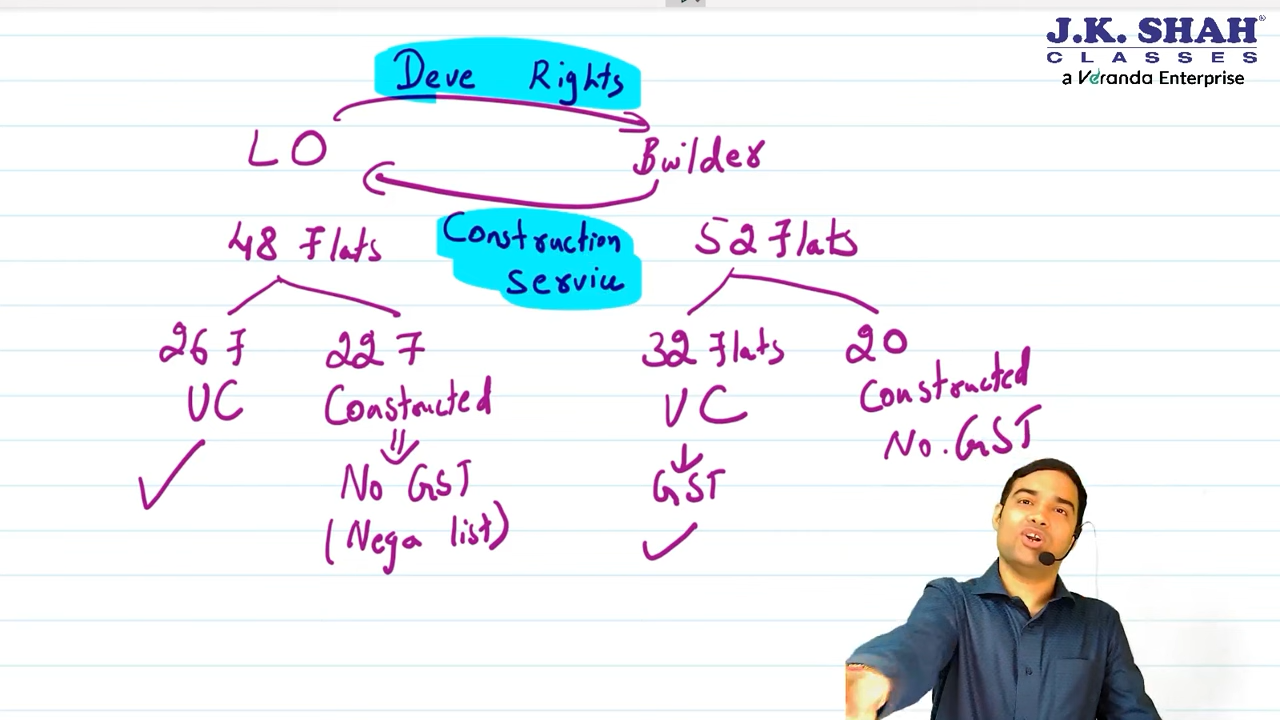 J.K. SHAH®
CLASSES
a Veranda Enterprise
Deve Rights
LO
Builder
Construction
Service
48 Flats
52 Flats
26 F
22 F
32 Flats
20
UC
Constructed
UC
Constructed
No GST
(Nega list)
GST
No. GST